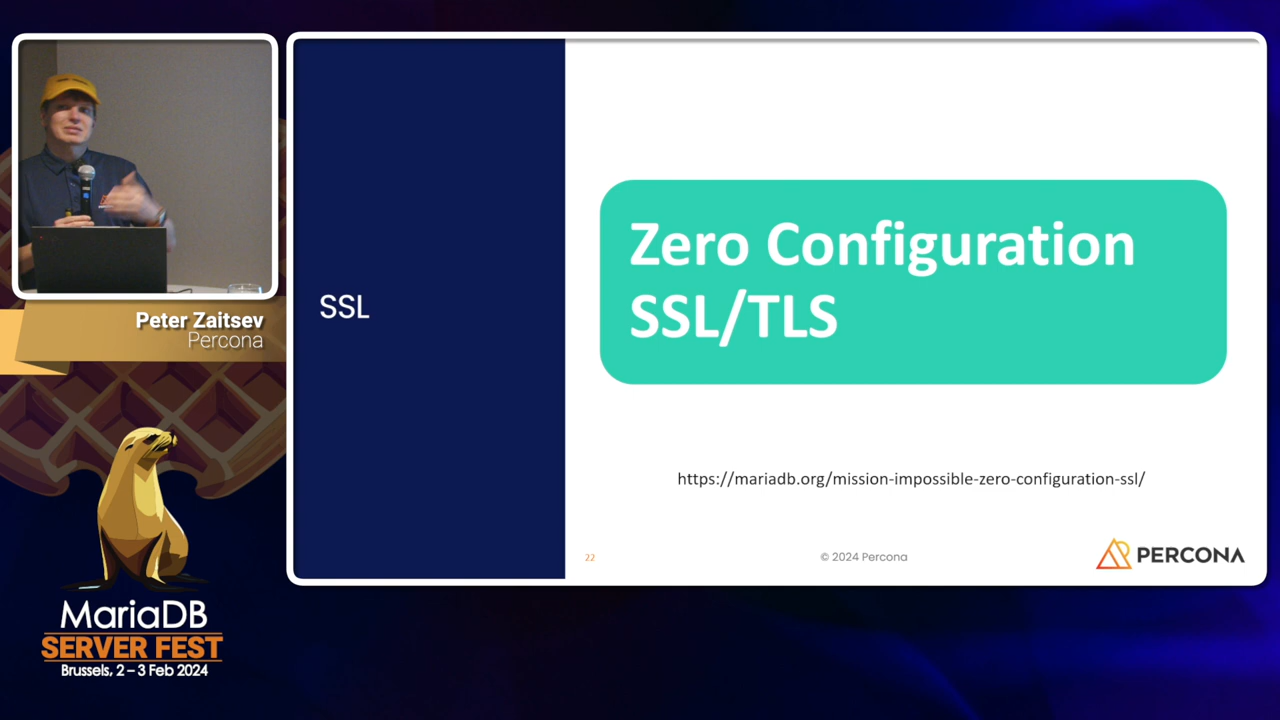 Peter Zaitsev
Percona
MariaDB
SERVER FEST
Brussels, 2 – 3 Feb 2024
SSL
Zero Configuration
SSL/TLS
https://mariadb.org/mission-impossible-zero-configuration-ssl/
22
© 2024 Percona
PERCONA